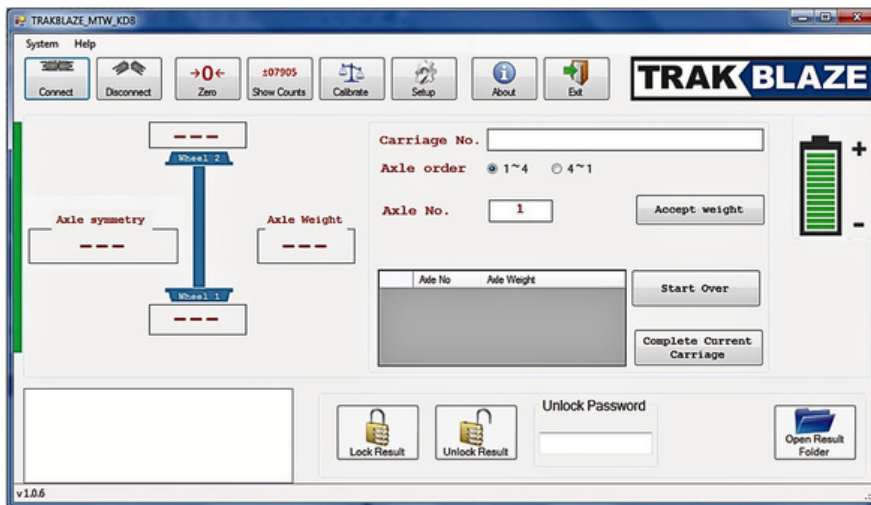 TRAKBLAZE_MTW_KD8
System Help
Connect
Disconnect
→0←
Zero
±07905
Show Counts
Calibrate
Setup
About
Exit
TRAKBLAZE
---
Wheel 2
Axle symmetry
---
Axle Weight
---
Wheel 1
---
Carriage No.
Axle order 1~4 4~1
Axle No. 1
Accept weight
Axle No Axle Weight
Start Over
Complete Current
Carriage
+
-
Lock Result
Unlock Result
Unlock Password
Open Result
Folder
v 1.0.6